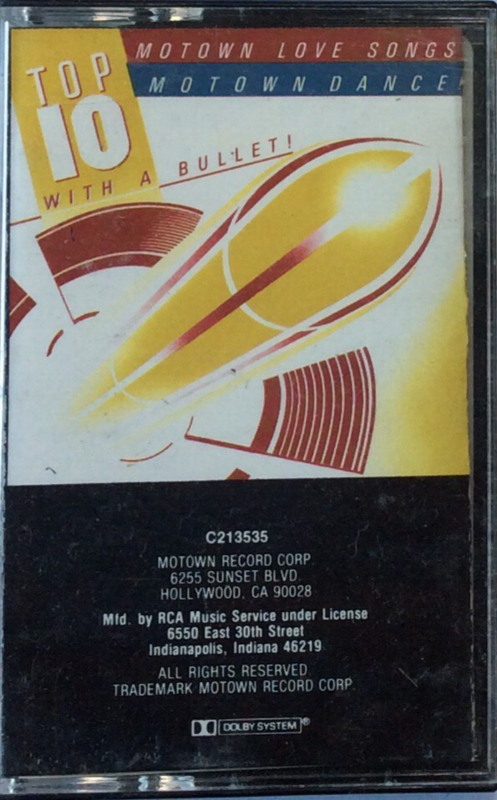 TOP
10
WITH A BULLET!
MOTOWN LOVE SONGS
MOTOWN DANCE
C213535
MOTOWN RECORD CORP.
6255 SUNSET BLVD.
HOLLYWOOD, CA 90028
Mfd. by RCA Music Service under License
6550 East 30th Street
Indianapolis, Indiana 46219
ALL RIGHTS RESERVED.
TRADEMARK MOTOWN RECORD CORP.
DOLBY SYSTEM®